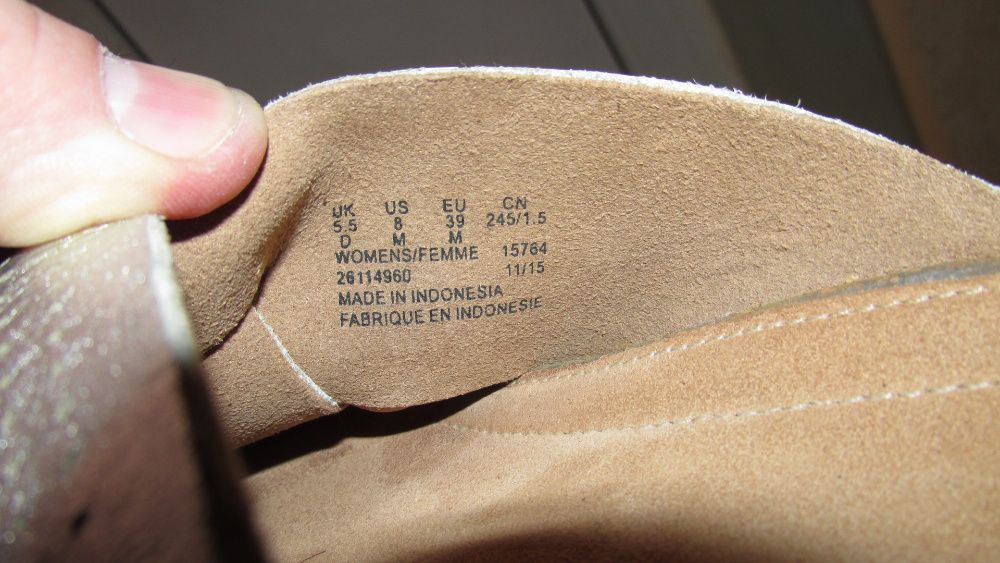 UK US EU CN
5.5 8 39 245/1.5
D M M
WOMENS/FEMME 15764
26114960 11/15
MADE IN INDONESIA
FABRIQUE EN INDONESIE